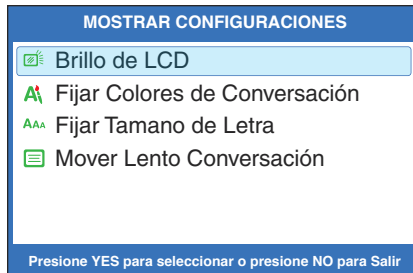 MOSTRAR CONFIGURACIONES
Brillo de LCD
Fijar Colores de Conversación
AAA Fijar Tamano de Letra
Mover Lento Conversación
Presione YES para seleccionar o presione NO para Salir